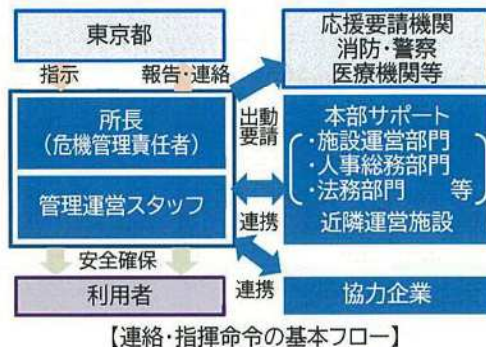 東京都
応援要請機関
消防・警察
医療機関等
指示
報告・連絡
出動
要請
所長
(危機管理責任者)
管理運営スタッフ
本部サポート
・施設運営部門
・人事総務部門
・法務部門 等
近隣運営施設
連携
安全確保
利用者
連携
協力企業
【連絡・指揮命令の基本フロー】